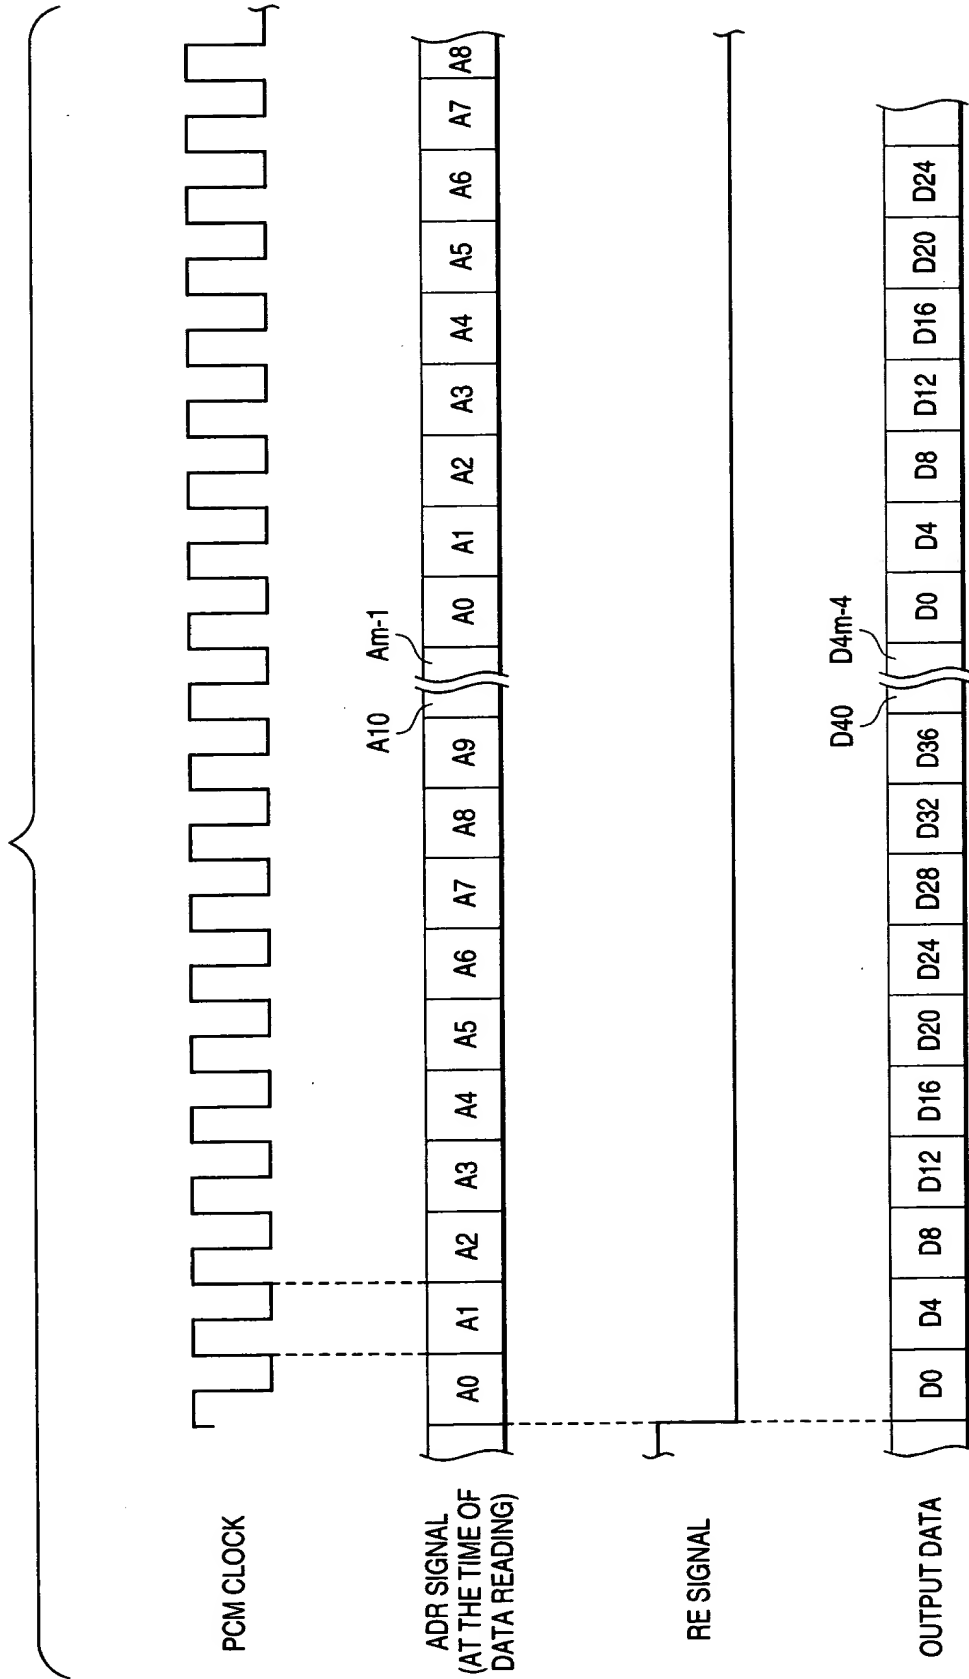 PCM CLOCK
ADR SIGNAL
(AT THE TIME OF
DATA READING)
A0 A1 A2 A3 A4 A5 A6 A7 A8 A9 A10 Am-1 A0 A1 A2 A3 A4 A5 A6 A7 A8
RE SIGNAL
OUTPUT DATA
D0 D4 D8 D12 D16 D20 D24 D28 D32 D36 D40 D4m-4 D0 D4 D8 D12 D16 D20 D24